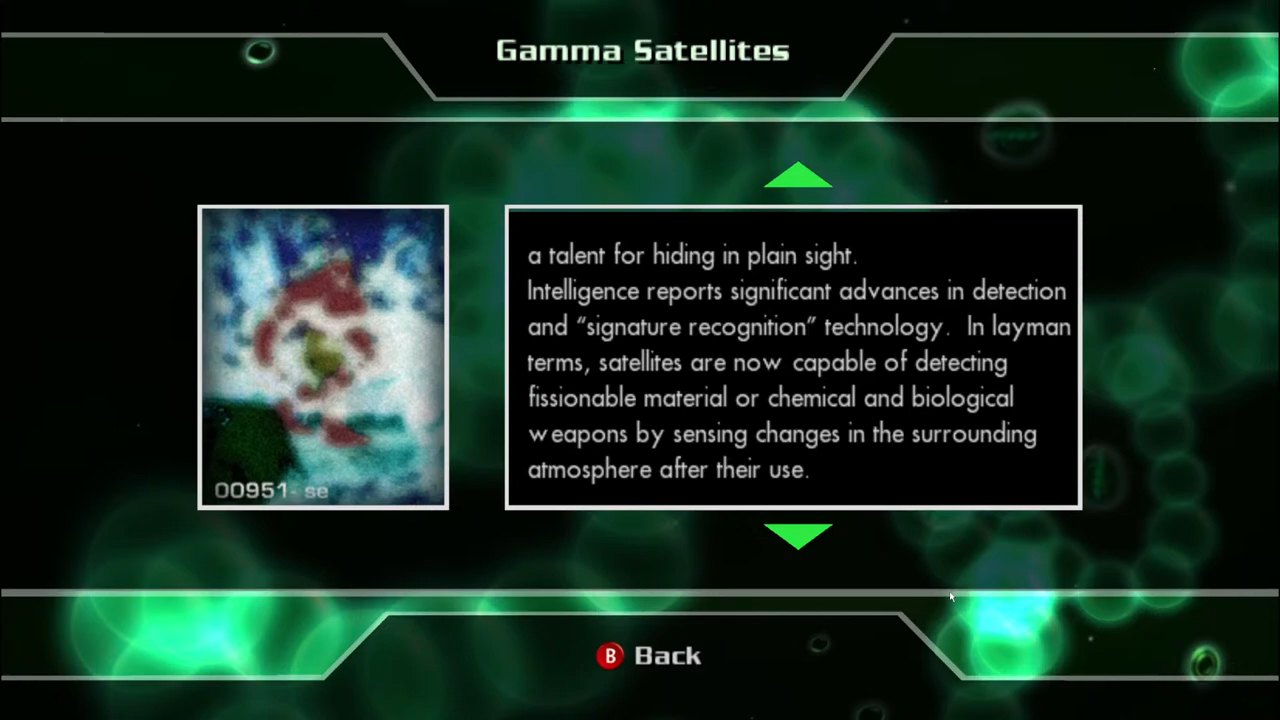 Gamma Satellites
a talent for hiding in plain sight.
Intelligence reports significant advances in detection
and “signature recognition” technology.  In layman
terms, satellites are now capable of detecting
fissionable material or chemical and biological
weapons by sensing changes in the surrounding
atmosphere after their use.
00951- se
B Back